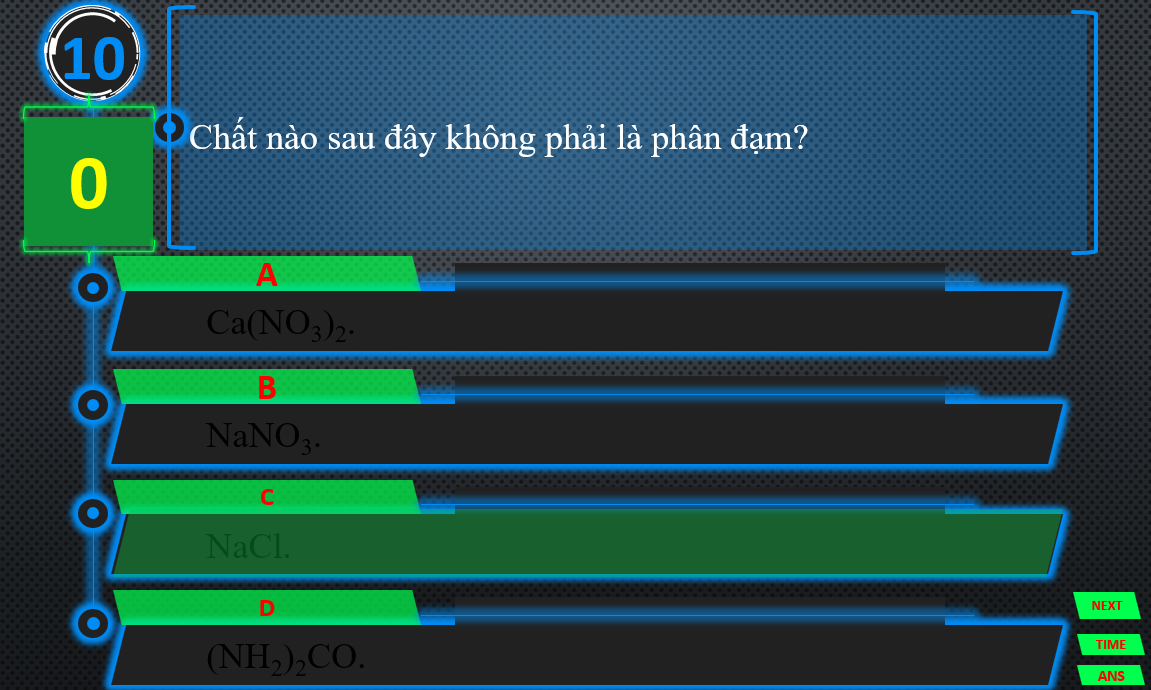 10
0
Chất nào sau đây không phải là phân đạm?
A
Ca(NO₃)₂.
B
NaNO₃.
C
NaCl.
D
(NH₂)₂CO.
NEXT
TIME
ANS